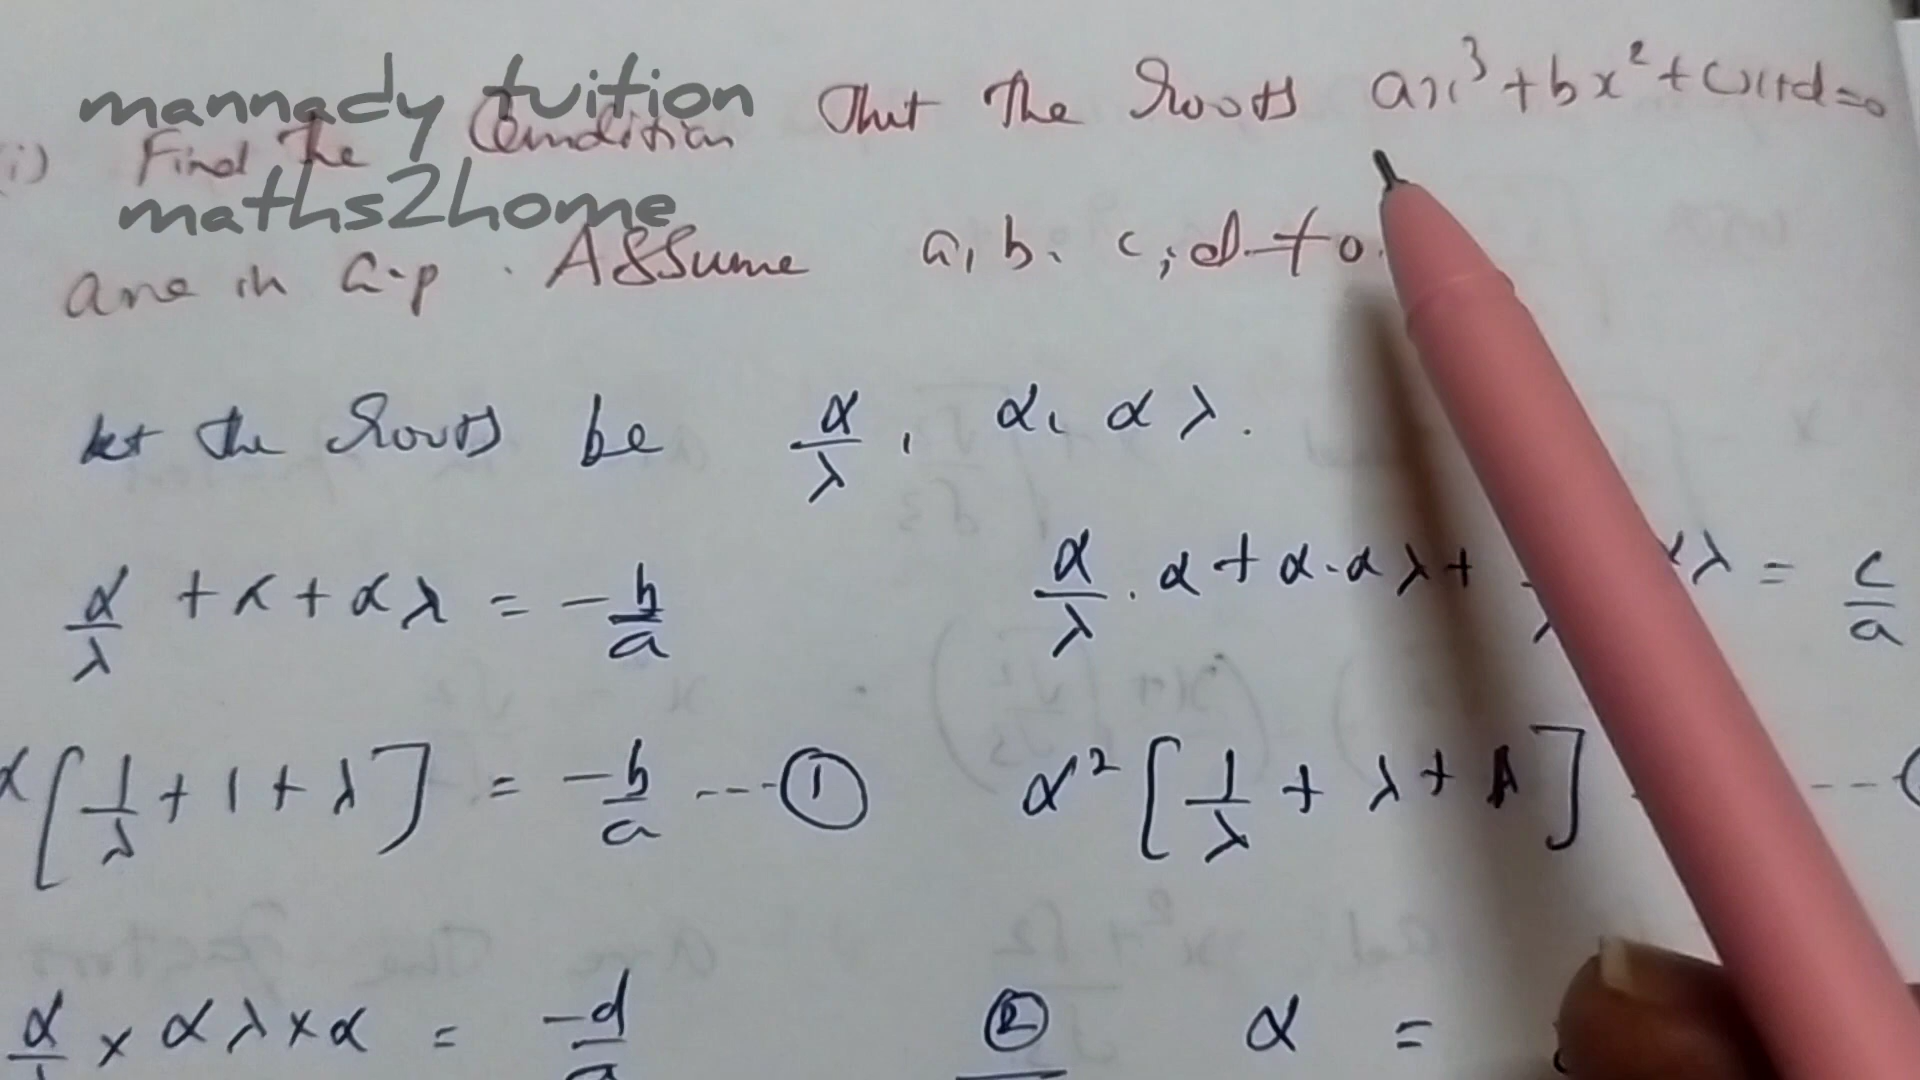 mannady tuition
maths2home
i) Find the Condition That the Roots ax³ + bx² + cx + d = 0
are in G.P. Assume a, b, c, d ≠ 0.
Let the Roots be α/λ, α, αλ.
α/λ + α + αλ = -b/a
α/λ . α + α . αλ + λ = c/a
α[1/λ + 1 + λ] = -b/a --- ①
α²[1/λ + λ + 1] ---
α/λ × αλ × α = -d/a
② α =